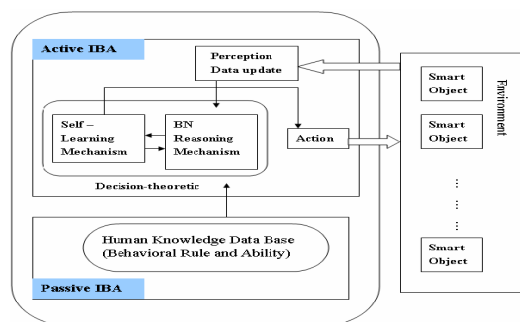 Active IBA
Perception
Data update
Self –
Learning
Mechanism
BN
Reasoning
Mechanism
Action
Decision-theoretic
Human Knowledge Data Base
(Behavioral Rule and Ability)
Passive IBA
Smart
Object
Smart
Object
...
...
Smart
Object
Environment